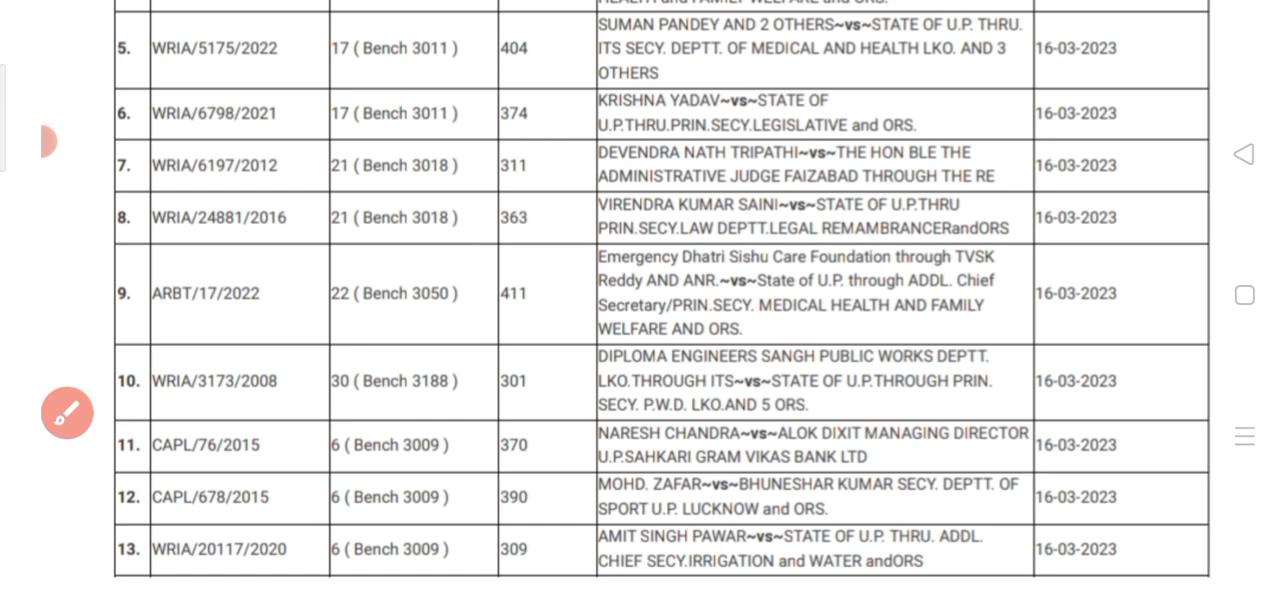 HEALTH and FAMILY WELFARE and ORS.
5. WRIA/5175/2022 17 ( Bench 3011 ) 404 SUMAN PANDEY AND 2 OTHERS~vs~STATE OF U.P. THRU.
ITS SECY. DEPTT. OF MEDICAL AND HEALTH LKO. AND 3
OTHERS 16-03-2023
6. WRIA/6798/2021 17 ( Bench 3011 ) 374 KRISHNA YADAV~vs~STATE OF
U.P.THRU.PRIN.SECY.LEGISLATIVE and ORS. 16-03-2023
7. WRIA/6197/2012 21 ( Bench 3018 ) 311 DEVENDRA NATH TRIPATHI~vs~THE HON BLE THE
ADMINISTRATIVE JUDGE FAIZABAD THROUGH THE RE 16-03-2023
8. WRIA/24881/2016 21 ( Bench 3018 ) 363 VIRENDRA KUMAR SAINI~vs~STATE OF U.P.THRU
PRIN.SECY.LAW DEPTT.LEGAL REMAMBRANCERandORS 16-03-2023
9. ARBT/17/2022 22 ( Bench 3050 ) 411 Emergency Dhatri Sishu Care Foundation through TVSK
Reddy AND ANR.~vs~State of U.P. through ADDL. Chief
Secretary/PRIN.SECY. MEDICAL HEALTH AND FAMILY
WELFARE AND ORS. 16-03-2023
10. WRIA/3173/2008 30 ( Bench 3188 ) 301 DIPLOMA ENGINEERS SANGH PUBLIC WORKS DEPTT.
LKO.THROUGH ITS~vs~STATE OF U.P.THROUGH PRIN.
SECY. P.W.D. LKO.AND 5 ORS. 16-03-2023
11. CAPL/76/2015 6 ( Bench 3009 ) 370 NARESH CHANDRA~vs~ALOK DIXIT MANAGING DIRECTOR
U.P.SAHKARI GRAM VIKAS BANK LTD 16-03-2023
12. CAPL/678/2015 6 ( Bench 3009 ) 390 MOHD. ZAFAR~vs~BHUNESHAR KUMAR SECY. DEPTT. OF
SPORT U.P. LUCKNOW and ORS. 16-03-2023
13. WRIA/20117/2020 6 ( Bench 3009 ) 309 AMIT SINGH PAWAR~vs~STATE OF U.P. THRU. ADDL.
CHIEF SECY.IRRIGATION and WATER andORS 16-03-2023